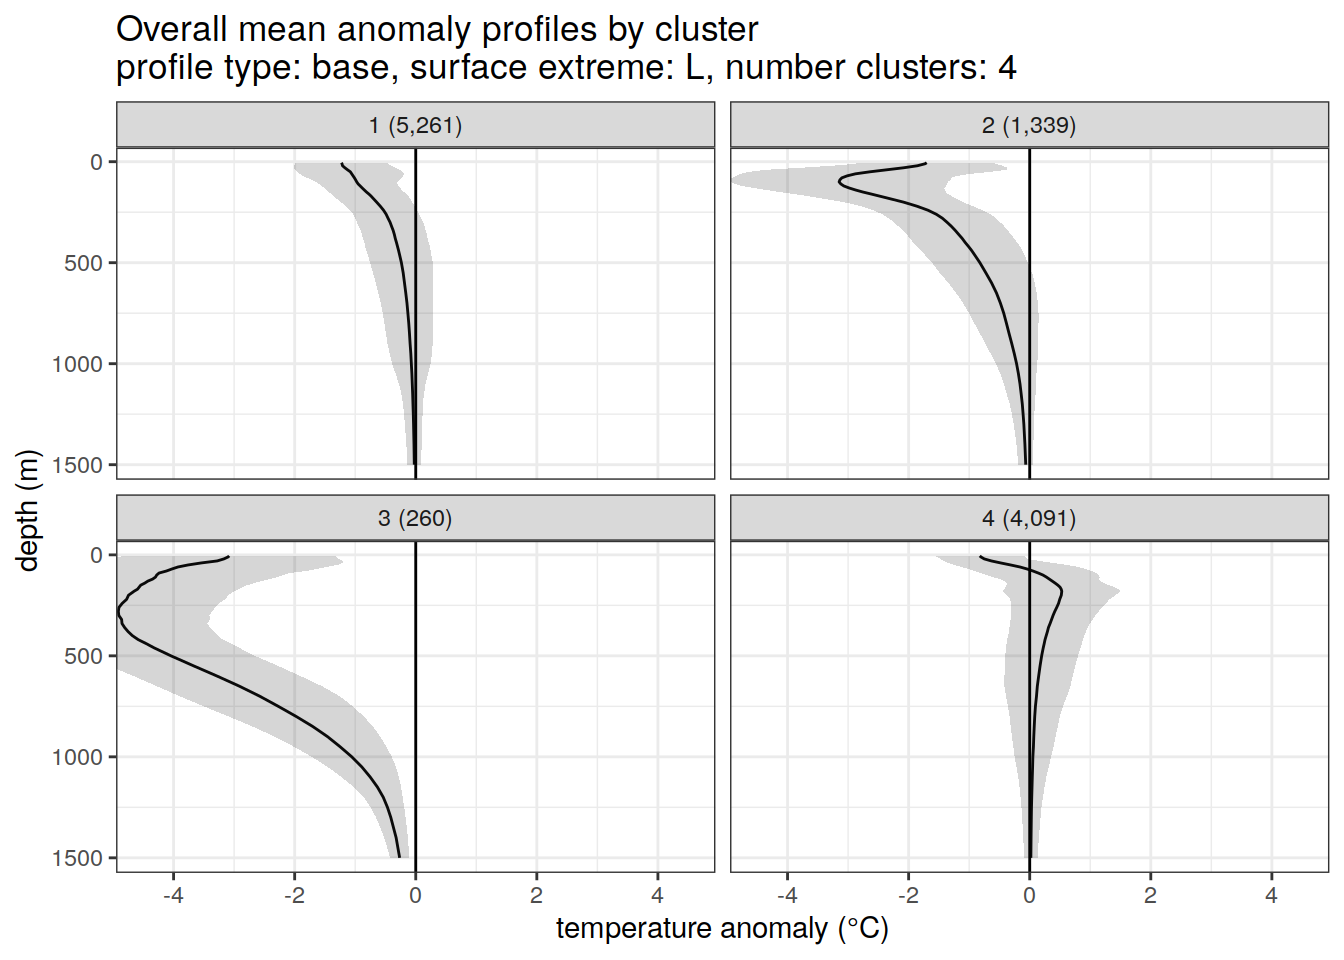 Overall mean anomaly profiles by cluster
profile type: base, surface extreme: L, number clusters: 4
1 (5,261)
2 (1,339)
0
500
1000
1500
3 (260)
4 (4,091)
0
500
1000
1500
depth (m)
-4 -2 0 2 4
-4 -2 0 2 4
temperature anomaly (°C)